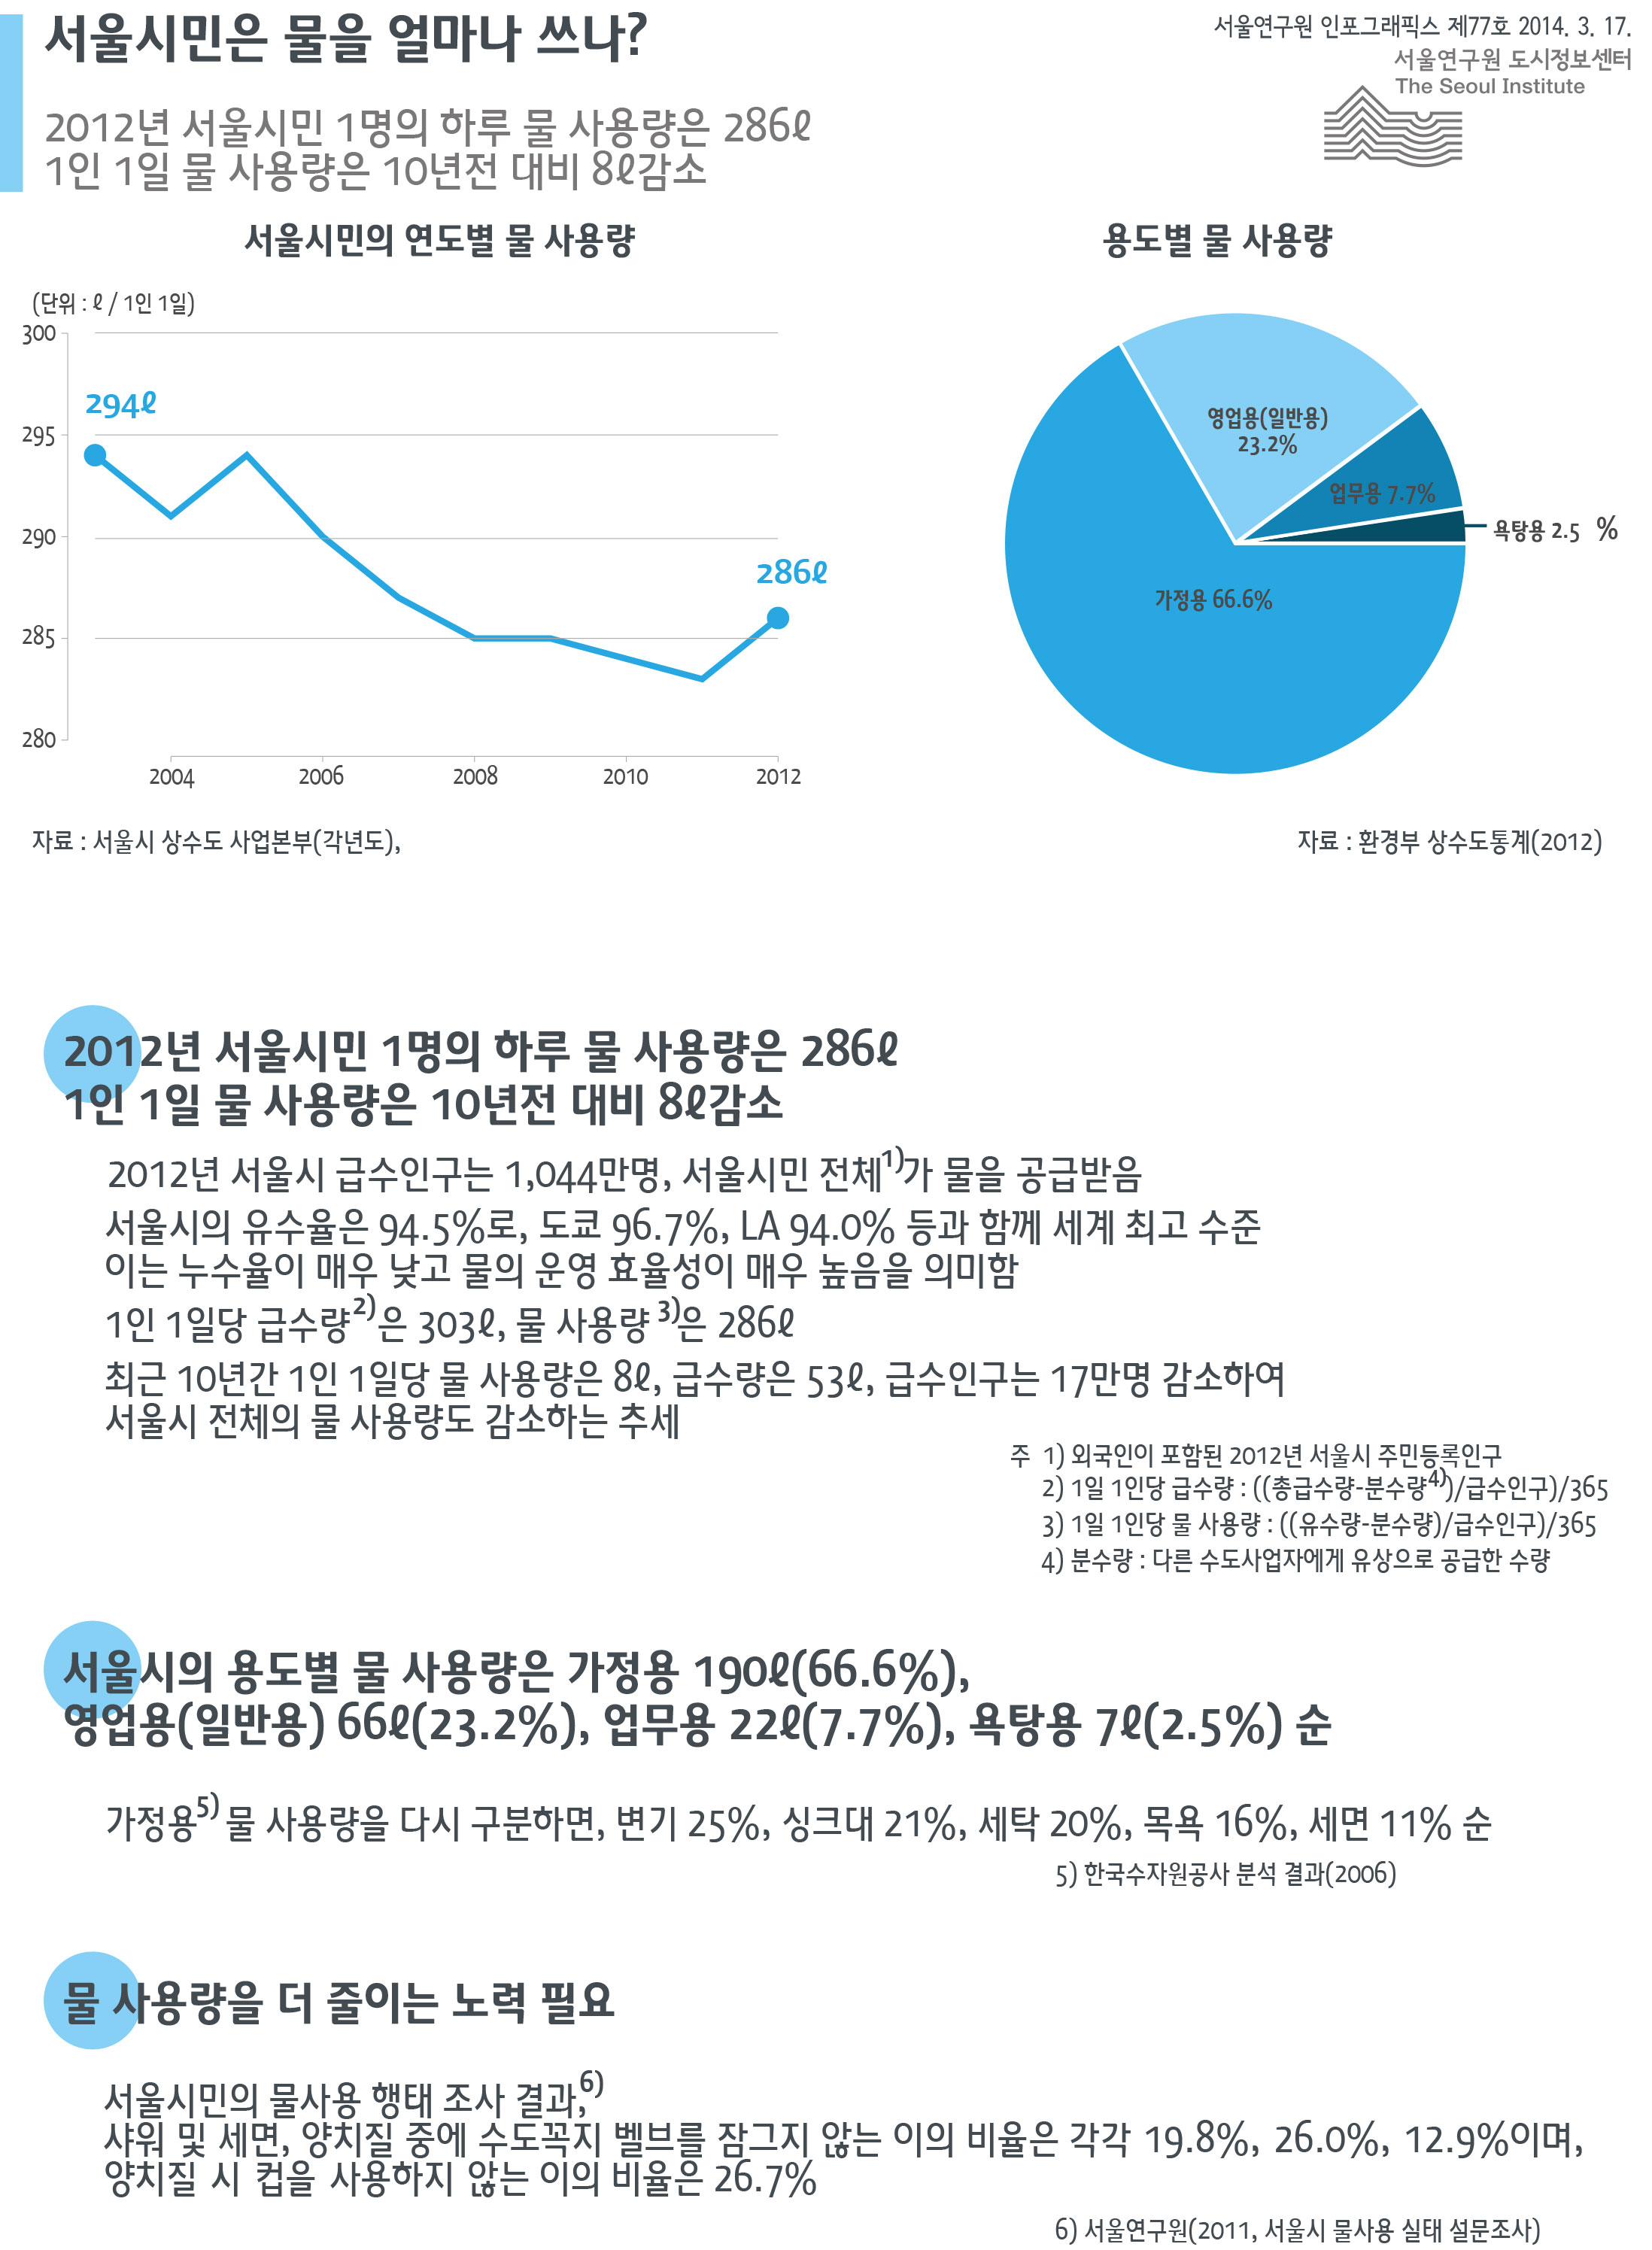 서울시민은 물을 얼마나 쓰나?
서울연구원 인포그래픽스 제77호 2014. 3. 17.
서울연구원 도시정보센터
The Seoul Institute
2012년 서울시민 1명의 하루 물 사용량은 286ℓ
1인 1일 물 사용량은 10년전 대비 8ℓ감소
서울시민의 연도별 물 사용량
(단위 : ℓ / 1인 1일)
300
295
290
285
280
294ℓ
286ℓ
2004 2006 2008 2010 2012
자료 : 서울시 상수도 사업본부(각년도),
용도별 물 사용량
영업용(일반용)
23.2%
업무용 7.7%
욕탕용 2.5 %
가정용 66.6%
자료 : 환경부 상수도통계(2012)
2012년 서울시민 1명의 하루 물 사용량은 286ℓ
1인 1일 물 사용량은 10년전 대비 8ℓ감소
2012년 서울시 급수인구는 1,044만명, 서울시민 전체1)가 물을 공급받음
서울시의 유수율은 94.5%로, 도쿄 96.7%, LA 94.0% 등과 함께 세계 최고 수준
이는 누수율이 매우 낮고 물의 운영 효율성이 매우 높음을 의미함
1인 1일당 급수량2)은 303ℓ, 물 사용량 3)은 286ℓ
최근 10년간 1인 1일당 물 사용량은 8ℓ, 급수량은 53ℓ, 급수인구는 17만명 감소하여
서울시 전체의 물 사용량도 감소하는 추세
주 1) 외국인이 포함된 2012년 서울시 주민등록인구
2) 1일 1인당 급수량 : ((총급수량-분수량4))/급수인구)/365
3) 1일 1인당 물 사용량 : ((유수량-분수량)/급수인구)/365
4) 분수량 : 다른 수도사업자에게 유상으로 공급한 수량
서울시의 용도별 물 사용량은 가정용 190ℓ(66.6%),
영업용(일반용) 66ℓ(23.2%), 업무용 22ℓ(7.7%), 욕탕용 7ℓ(2.5%) 순
가정용5) 물 사용량을 다시 구분하면, 변기 25%, 싱크대 21%, 세탁 20%, 목욕 16%, 세면 11% 순
5) 한국수자원공사 분석 결과(2006)
물 사용량을 더 줄이는 노력 필요
서울시민의 물사용 행태 조사 결과,6)
샤워 및 세면, 양치질 중에 수도꼭지 벨브를 잠그지 않는 이의 비율은 각각 19.8%, 26.0%, 12.9%이며,
양치질 시 컵을 사용하지 않는 이의 비율은 26.7%
6) 서울연구원(2011, 서울시 물사용 실태 설문조사)